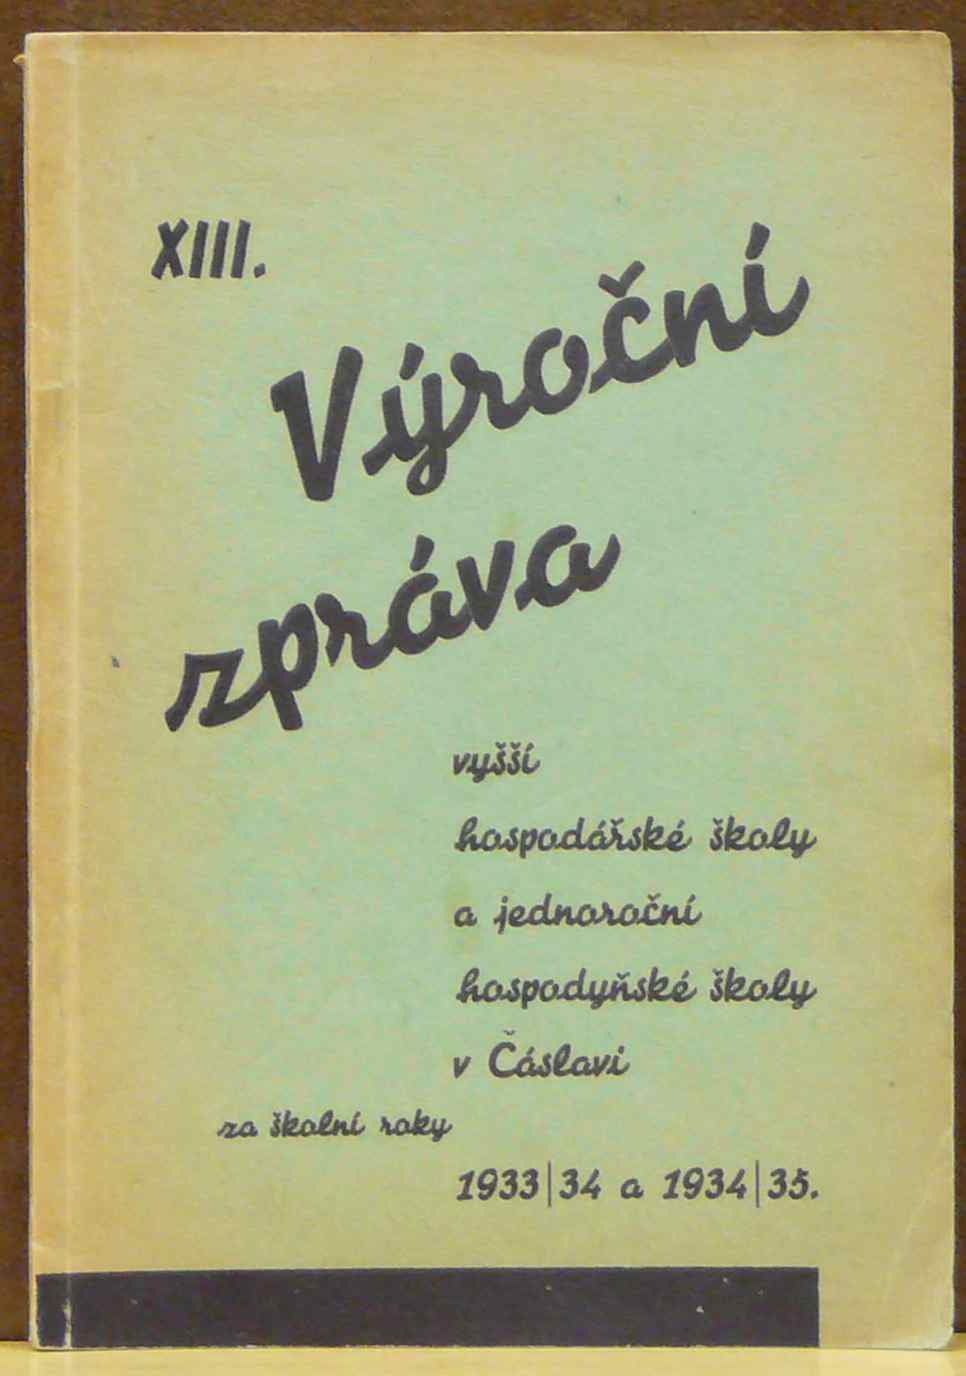 XIII.
Výroční
zpráva
vyšší
hospodářské školy
a jednoroční
hospodyňské školy
v Čáslavi
za školní roky
1933|34 a 1934|35.